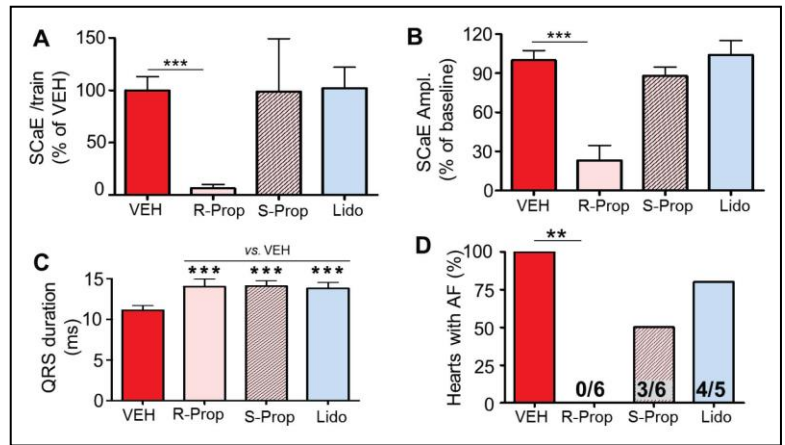 A
SCaE /train
(% of VEH)
150
100
50
0
***
VEH R-Prop S-Prop Lido
B
SCaE Ampl.
(% of baseline)
120
90
60
30
0
***
VEH R-Prop S-Prop Lido
C
QRS duration
(ms)
15
10
5
0
vs. VEH
*** *** ***
VEH R-Prop S-Prop Lido
D
Hearts with AF (%)
100
75
50
25
0
**
0/6 3/6 4/5
VEH R-Prop S-Prop Lido